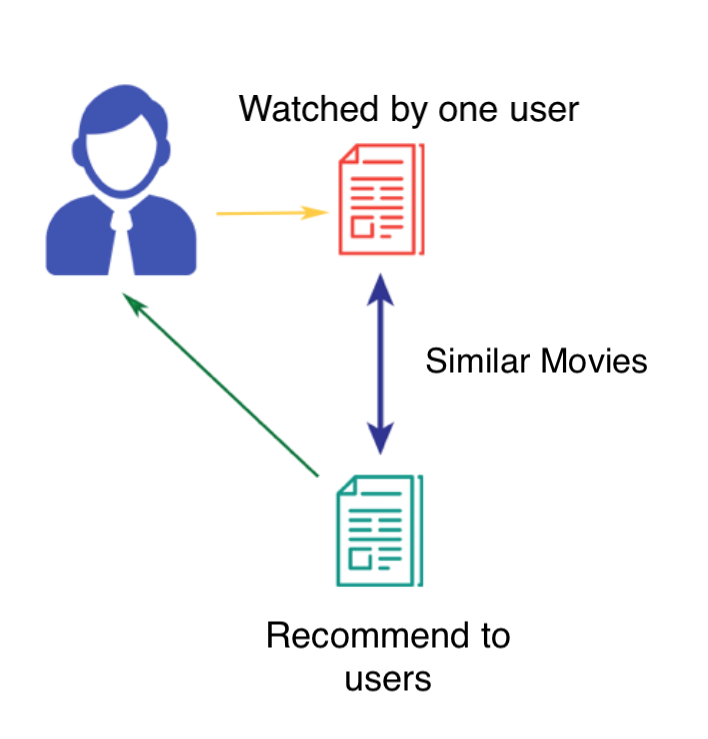 Watched by one user
Similar Movies
Recommend to
users